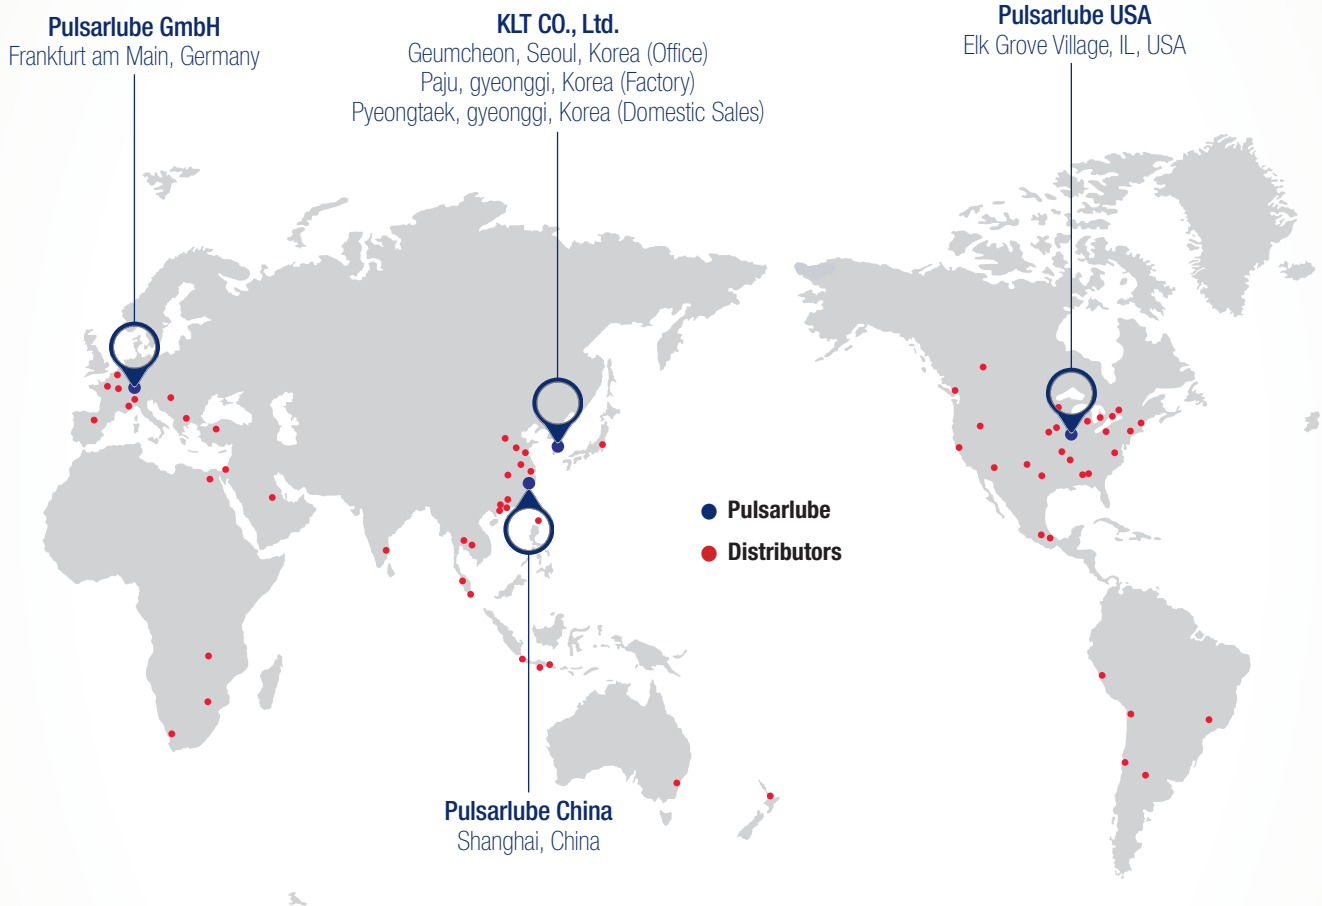 Pulsarlube GmbH
Frankfurt am Main, Germany
KLT CO., Ltd.
Geumcheon, Seoul, Korea (Office)
Paju, gyeonggi, Korea (Factory)
Pyeongtaek, gyeonggi, Korea (Domestic Sales)
Pulsarlube USA
Elk Grove Village, IL, USA
Pulsarlube
Distributors
Pulsarlube China
Shanghai, China